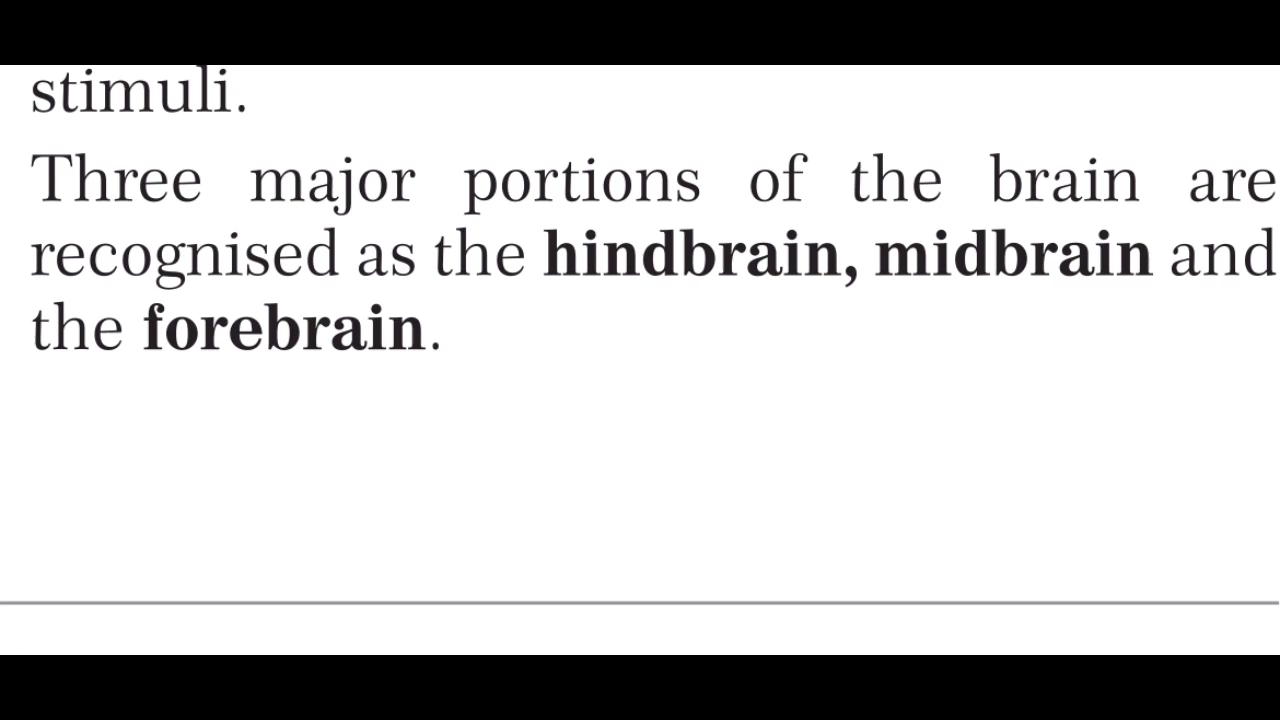 stimuli.
Three major portions of the brain are
recognised as the hindbrain, midbrain and
the forebrain.